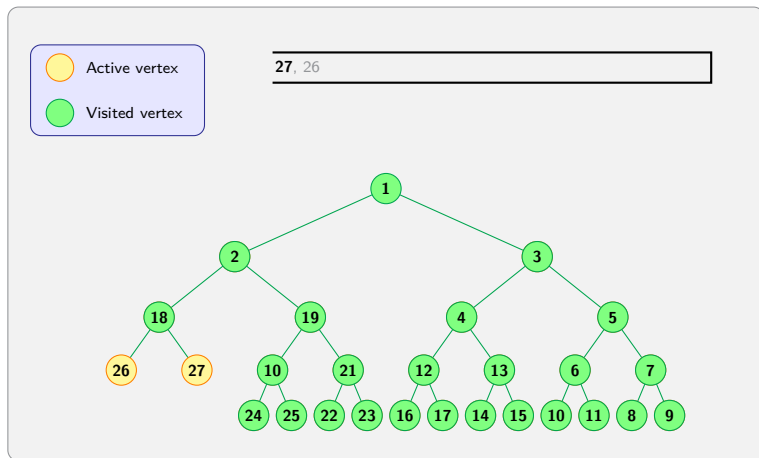 Active vertex
27, 26
Visited vertex
1
2 3
18 19 4 5
26 27 10 21 12 13 6 7
24 25 22 23 16 17 14 15 10 11 8 9